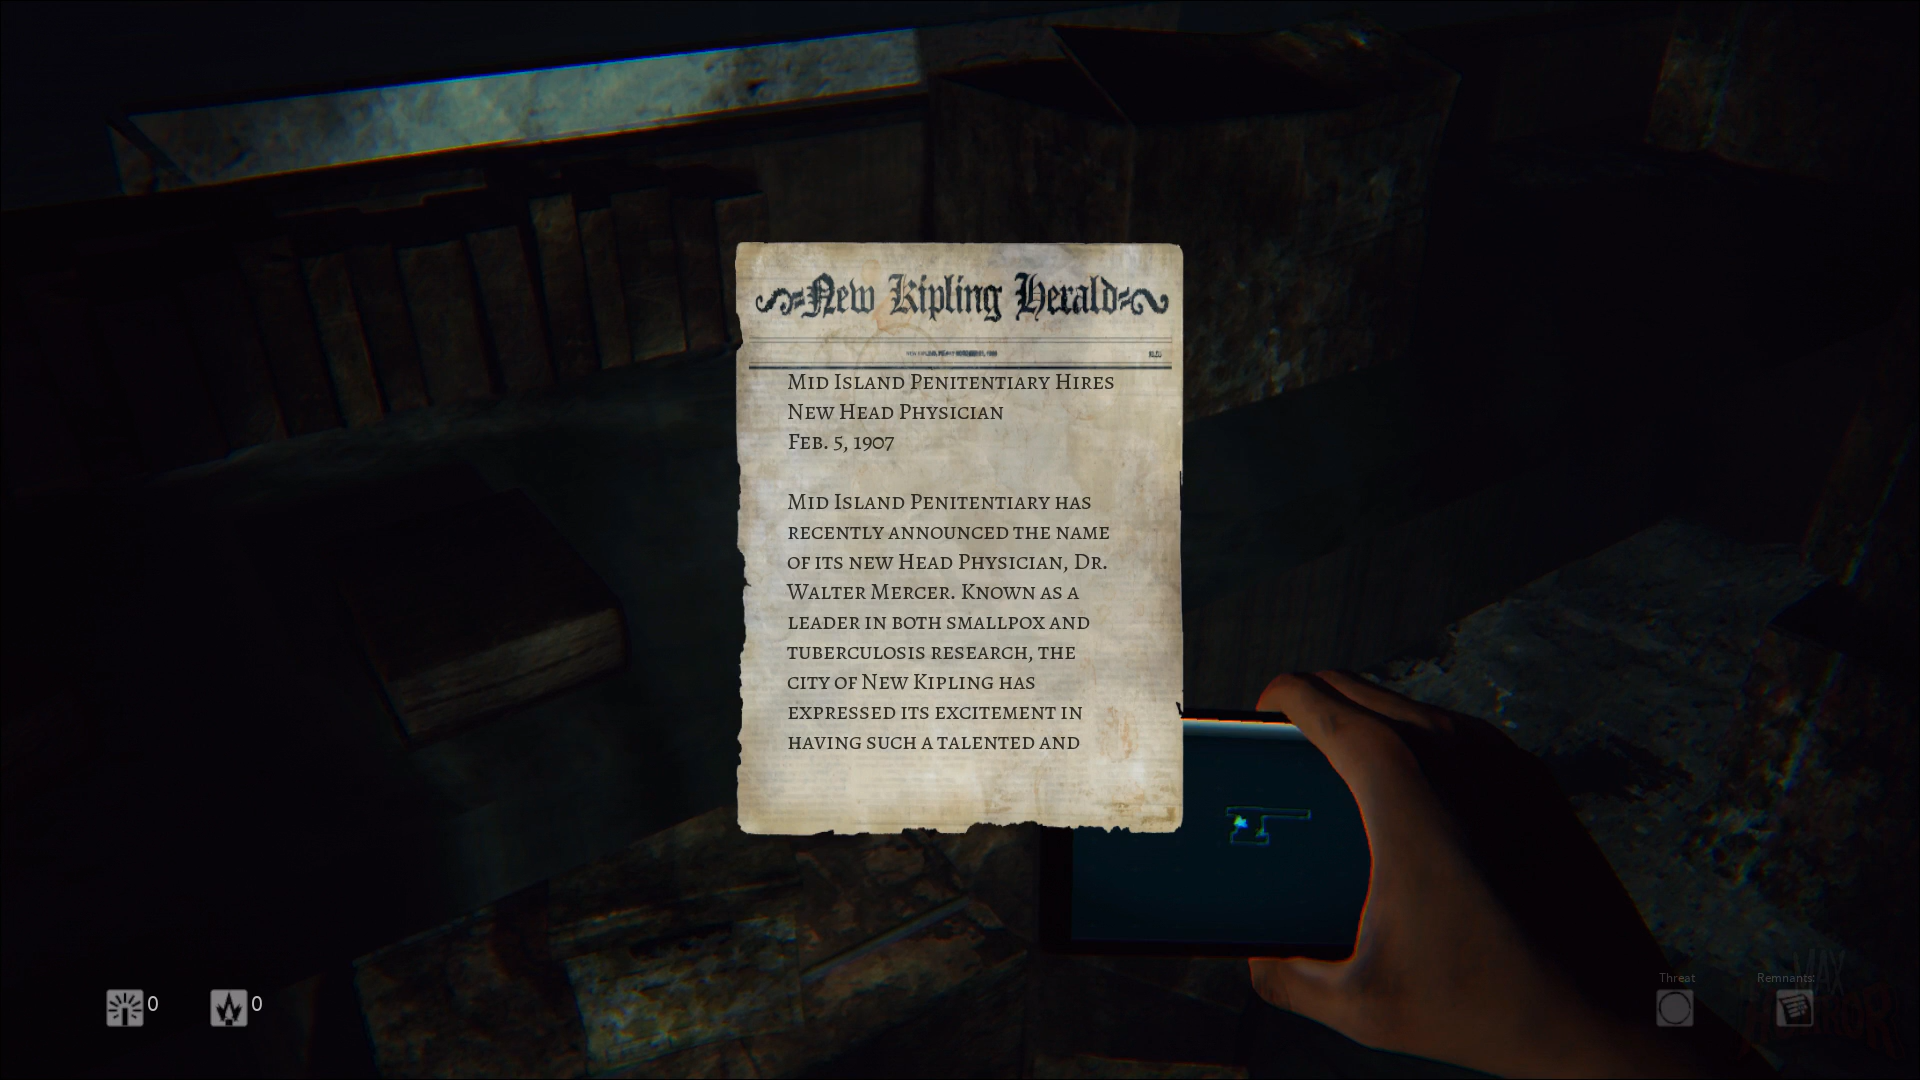 New Kipling Herald
Mid Island Penitentiary Hires
New Head Physician
Feb. 5, 1907
Mid Island Penitentiary has
recently announced the name
of its new Head Physician, Dr.
Walter Mercer. Known as a
leader in both smallpox and
tuberculosis research, the
city of New Kipling has
expressed its excitement in
having such a talented and
0
0
Threat
Remnants:
MAX
HORROR